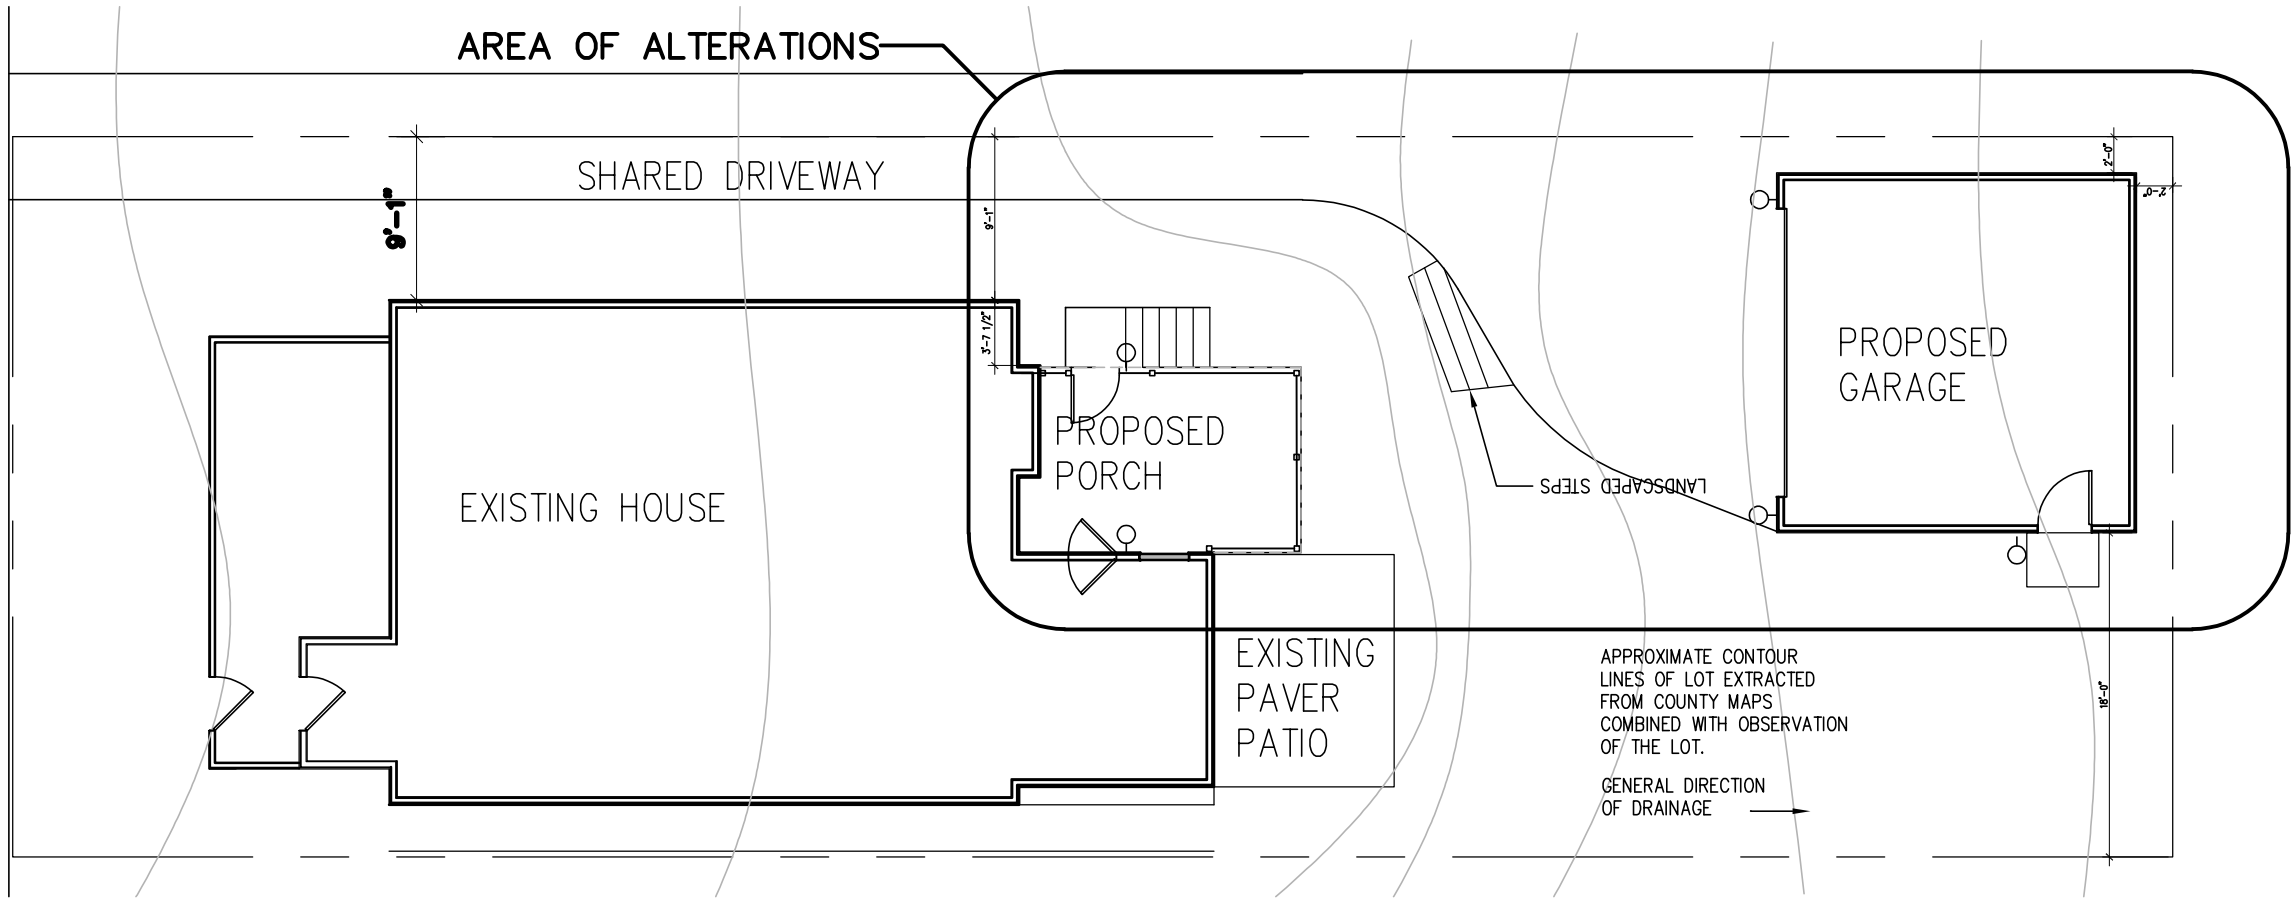 AREA OF ALTERATIONS
SHARED DRIVEWAY
9'-1"
9'-1"
3'-7 1/2"
2'-0"
2'-0"
PROPOSED
GARAGE
PROPOSED
PORCH
EXISTING HOUSE
LANDSCAPED STEPS
EXISTING
PAVER
PATIO
APPROXIMATE CONTOUR
LINES OF LOT EXTRACTED
FROM COUNTY MAPS
COMBINED WITH OBSERVATION
OF THE LOT.
GENERAL DIRECTION
OF DRAINAGE
18'-0"